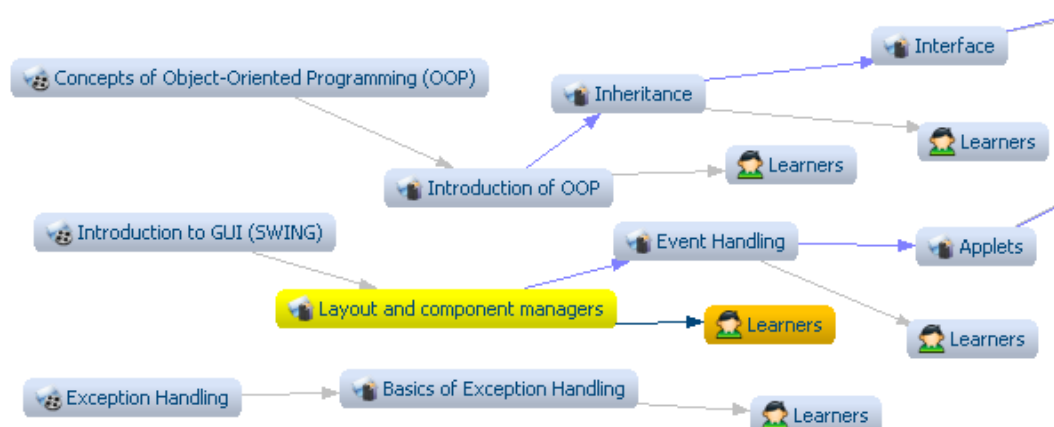 Interface
Concepts of Object-Oriented Programming (OOP)
Inheritance
Learners
Learners
Introduction of OOP
Introduction to GUI (SWING)
Event Handling
Applets
Layout and component managers
Learners
Learners
Exception Handling
Basics of Exception Handling
Learners